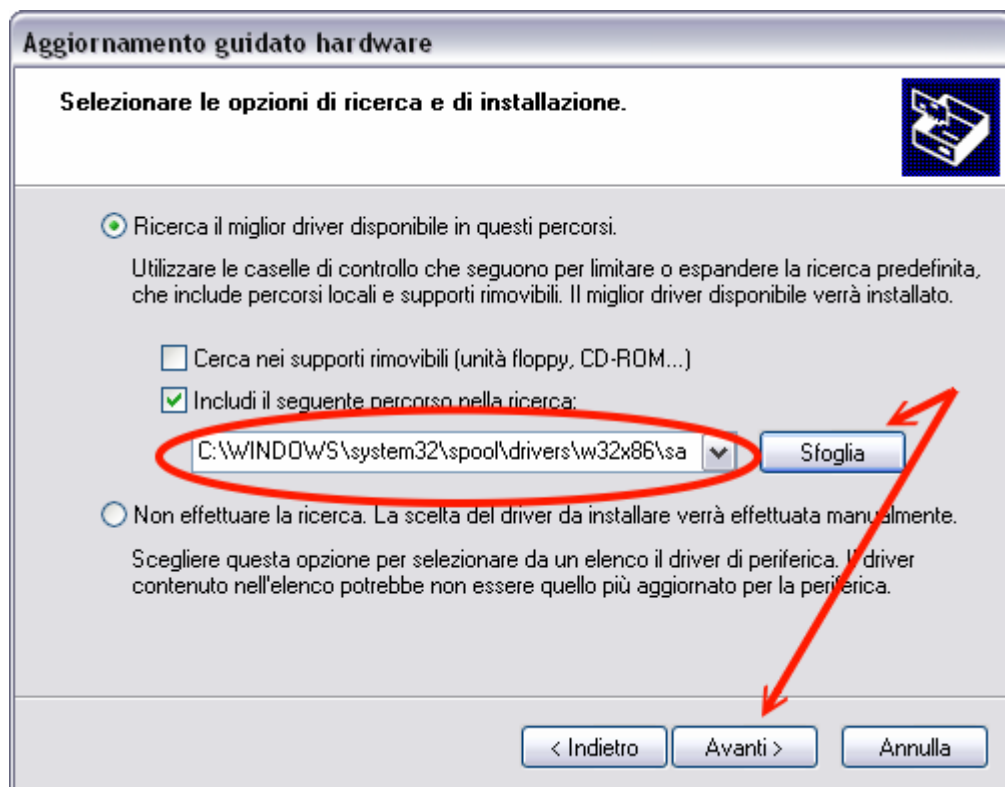 Aggiornamento guidato hardware
Selezionare le opzioni di ricerca e di installazione.
Ricerca il miglior driver disponibile in questi percorsi.
Utilizzare le caselle di controllo che seguono per limitare o espandere la ricerca predefinita,
che include percorsi locali e supporti rimovibili. Il miglior driver disponibile verrà installato.
Cerca nei supporti rimovibili (unità floppy, CD-ROM...)
Includi il seguente percorso nella ricerca:
C:\WINDOWS\system32\spool\drivers\w32x86\sa
Sfoglia
Non effettuare la ricerca. La scelta del driver da installare verrà effettuata manualmente.
Scegliere questa opzione per selezionare da un elenco il driver di periferica. Il driver
contenuto nell'elenco potrebbe non essere quello più aggiornato per la periferica.
< Indietro
Avanti >
Annulla